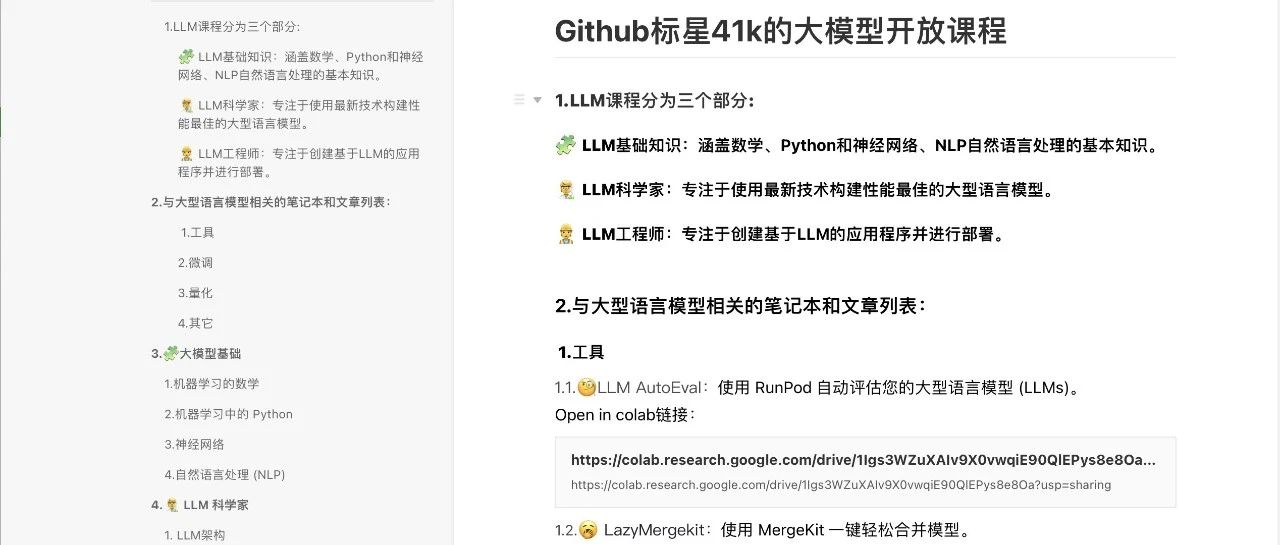 1.LLM课程分为三个部分:
🧩 LLM基础知识：涵盖数学、Python和神经
网络、NLP自然语言处理的基本知识。
👨‍🔬 LLM科学家：专注于使用最新技术构建性
能最佳的大型语言模型。
👷 LLM工程师：专注于创建基于LLM的应用
程序并进行部署。
2.与大型语言模型相关的笔记本和文章列表：
1.工具
2.微调
3.量化
4.其它
3.🧩大模型基础
1.机器学习的数学
2.机器学习中的 Python
3.神经网络
4.自然语言处理 (NLP)
4. 👨‍🔬 LLM 科学家
1. LLM架构
Github标星41k的大模型开放课程
1.LLM课程分为三个部分:
🧩 LLM基础知识：涵盖数学、Python和神经网络、NLP自然语言处理的基本知识。
👨‍🔬 LLM科学家：专注于使用最新技术构建性能最佳的大型语言模型。
👷 LLM工程师：专注于创建基于LLM的应用程序并进行部署。
2.与大型语言模型相关的笔记本和文章列表：
1.工具
1.1.🧐LLM AutoEval：使用 RunPod 自动评估您的大型语言模型 (LLMs)。
Open in colab链接：
https://colab.research.google.com/drive/1Igs3WZuXAIv9X0vwqiE90QlEPys8e8Oa...
https://colab.research.google.com/drive/1Igs3WZuXAIv9X0vwqiE90QlEPys8e8Oa?usp=sharing
1.2.🥱 LazyMergekit：使用 MergeKit 一键轻松合并模型。